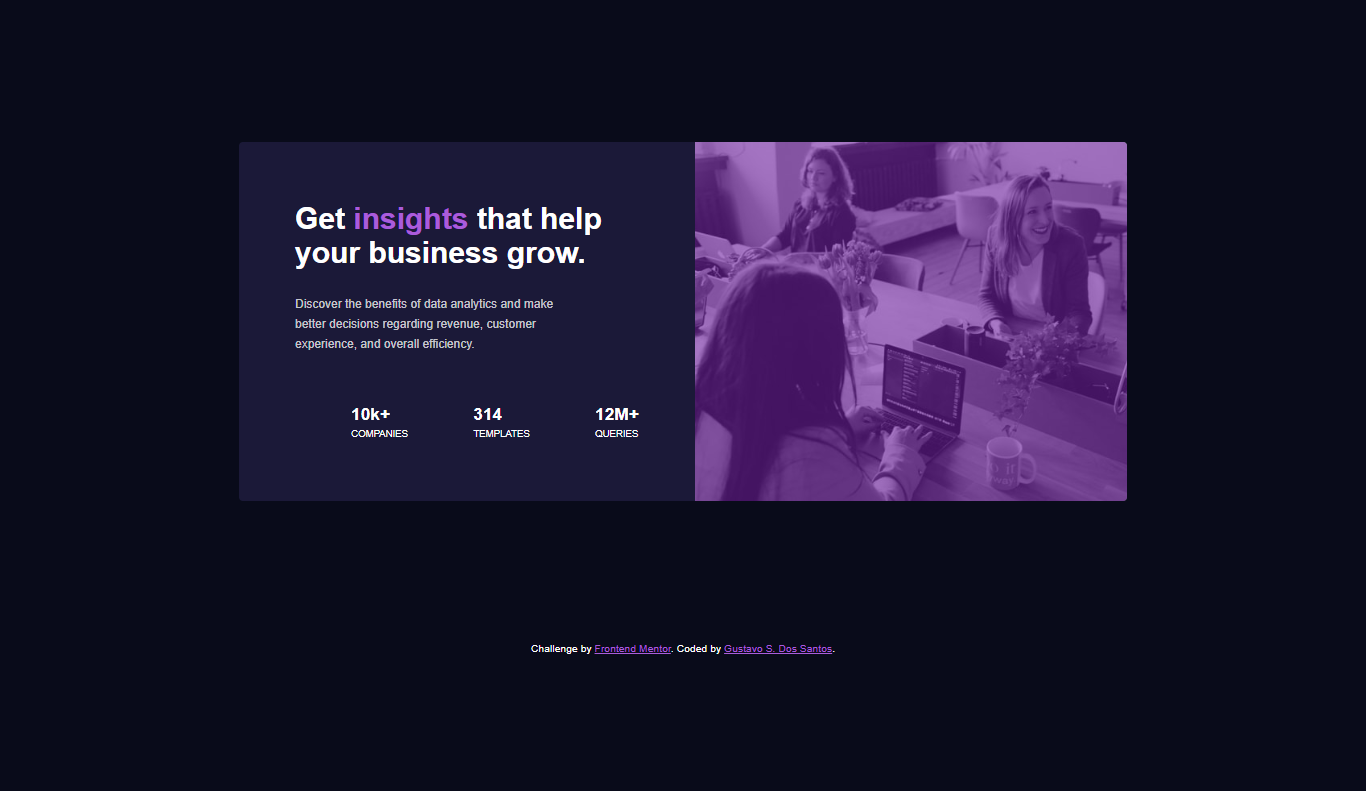 Get insights that help
your business grow.
Discover the benefits of data analytics and make
better decisions regarding revenue, customer
experience, and overall efficiency.
10k+ 314 12M+
COMPANIES TEMPLATES QUERIES
Challenge by Frontend Mentor. Coded by Gustavo S. Dos Santos.